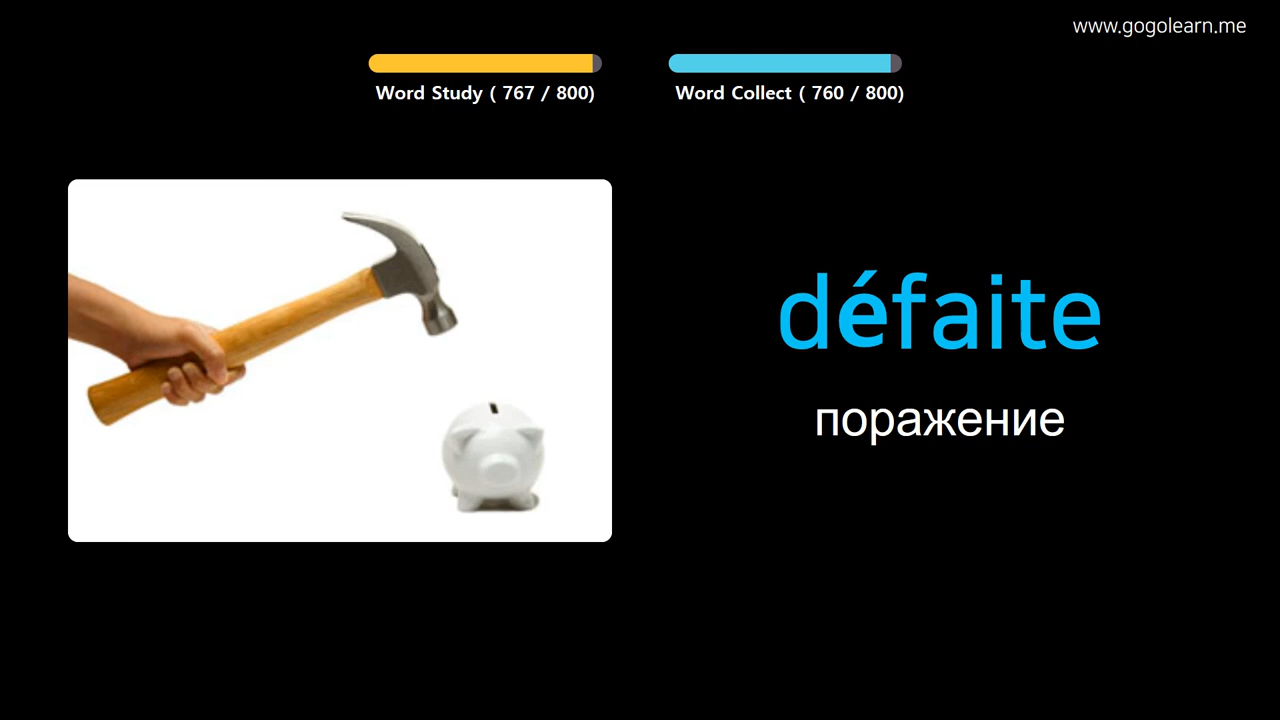 www.gogolearn.me
Word Study ( 767 / 800)
Word Collect ( 760 / 800)
défaite
поражение